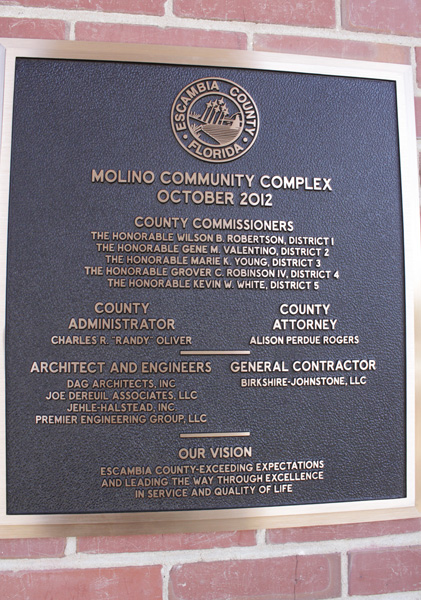 ESCAMBIA COUNTY
FLORIDA
MOLINO COMMUNITY COMPLEX
OCTOBER 2012
COUNTY COMMISSIONERS
THE HONORABLE WILSON B. ROBERTSON, DISTRICT 1
THE HONORABLE GENE M. VALENTINO, DISTRICT 2
THE HONORABLE MARIE K. YOUNG, DISTRICT 3
THE HONORABLE GROVER C. ROBINSON IV, DISTRICT 4
THE HONORABLE KEVIN W. WHITE, DISTRICT 5
COUNTY
ADMINISTRATOR
CHARLES R. "RANDY" OLIVER
COUNTY
ATTORNEY
ALISON PERDUE ROGERS
ARCHITECT AND ENGINEERS
DAG ARCHITECTS, INC
JOE DEREUIL ASSOCIATES, LLC
JEHLE-HALSTEAD, INC
PREMIER ENGINEERING GROUP, LLC
GENERAL CONTRACTOR
BIRKSHIRE-JOHNSTONE, LLC
OUR VISION
ESCAMBIA COUNTY-EXCEEDING EXPECTATIONS
AND LEADING THE WAY THROUGH EXCELLENCE
IN SERVICE AND QUALITY OF LIFE